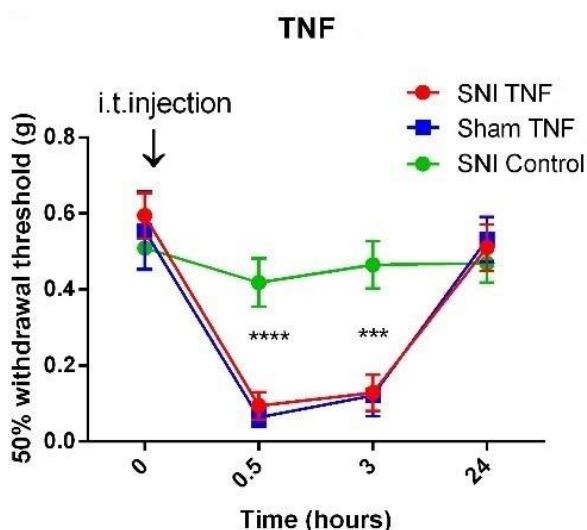 TNF
i.t.injection
SNI TNF
Sham TNF
SNI Control
50% withdrawal threshold (g)
0.8
0.6
0.4
0.2
0.0
****
***
0
0.5
3
24
Time (hours)